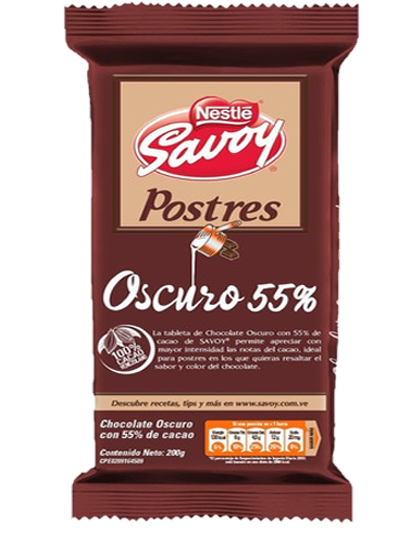 Nestlé
Savoy
Postres
Oscuro 55%
La tableta de Chocolate Oscuro con 55% de
cacao de SAVOY® permite apreciar con
mayor intensidad las notas del cacao, ideal
para postres en los que quieras resaltar el
sabor y color del chocolate.
100%
CACAO
VENEZOLANO
Descubre recetas, tips y más en www.savoy.com.ve
Chocolate Oscuro
con 55% de cacao
Contenido Neto: 200g